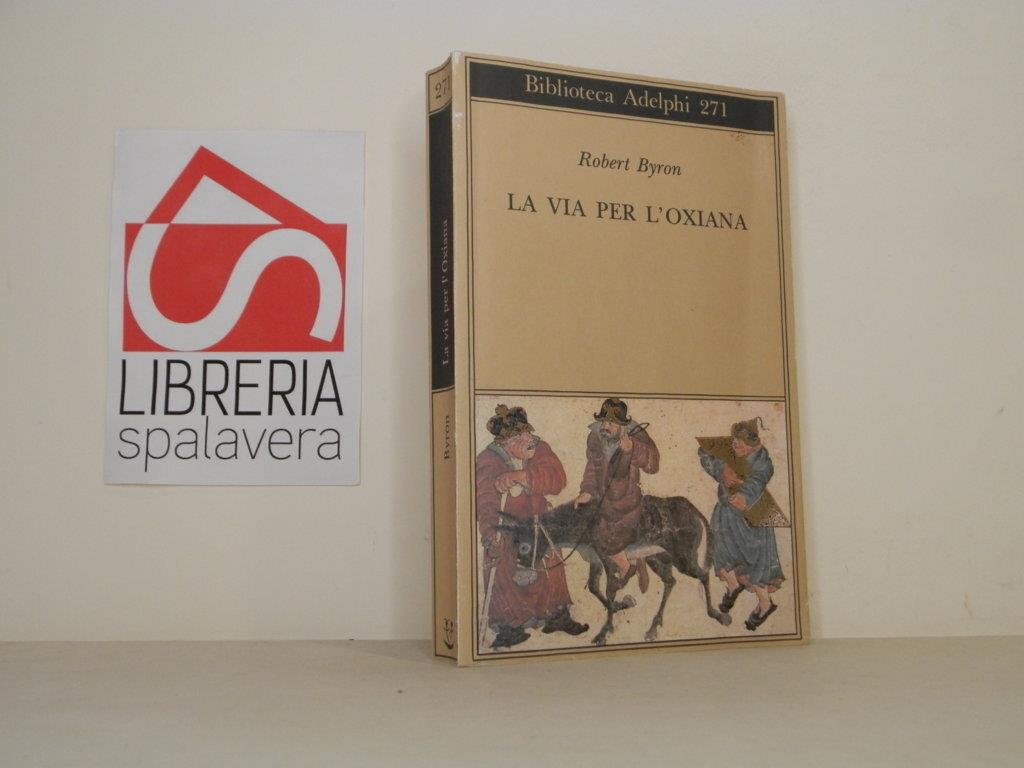 LIBRERIA
spalavera
271
La via per l'Oxiana
Byron
Biblioteca Adelphi 271
Robert Byron
LA VIA PER L'OXIANA